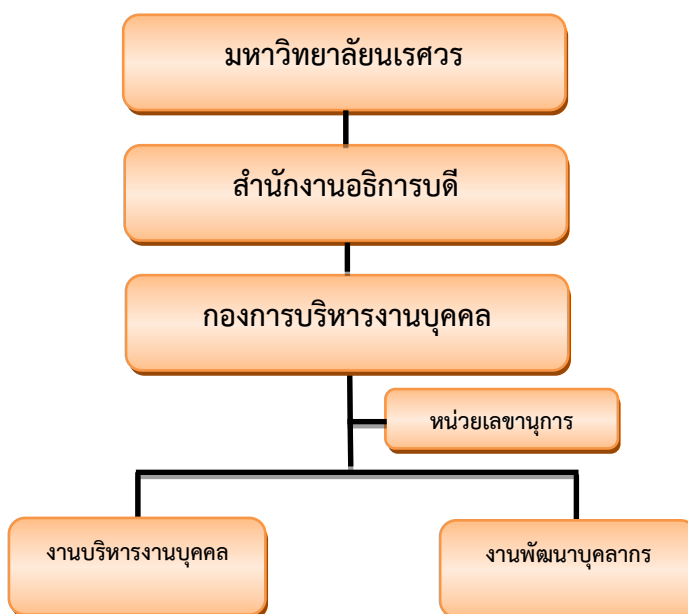 มหาวิทยาลัยนเรศวร
สำนักงานอธิการบดี
กองการบริหารงานบุคคล
หน่วยเลขานุการ
งานบริหารงานบุคคล
งานพัฒนาบุคลากร